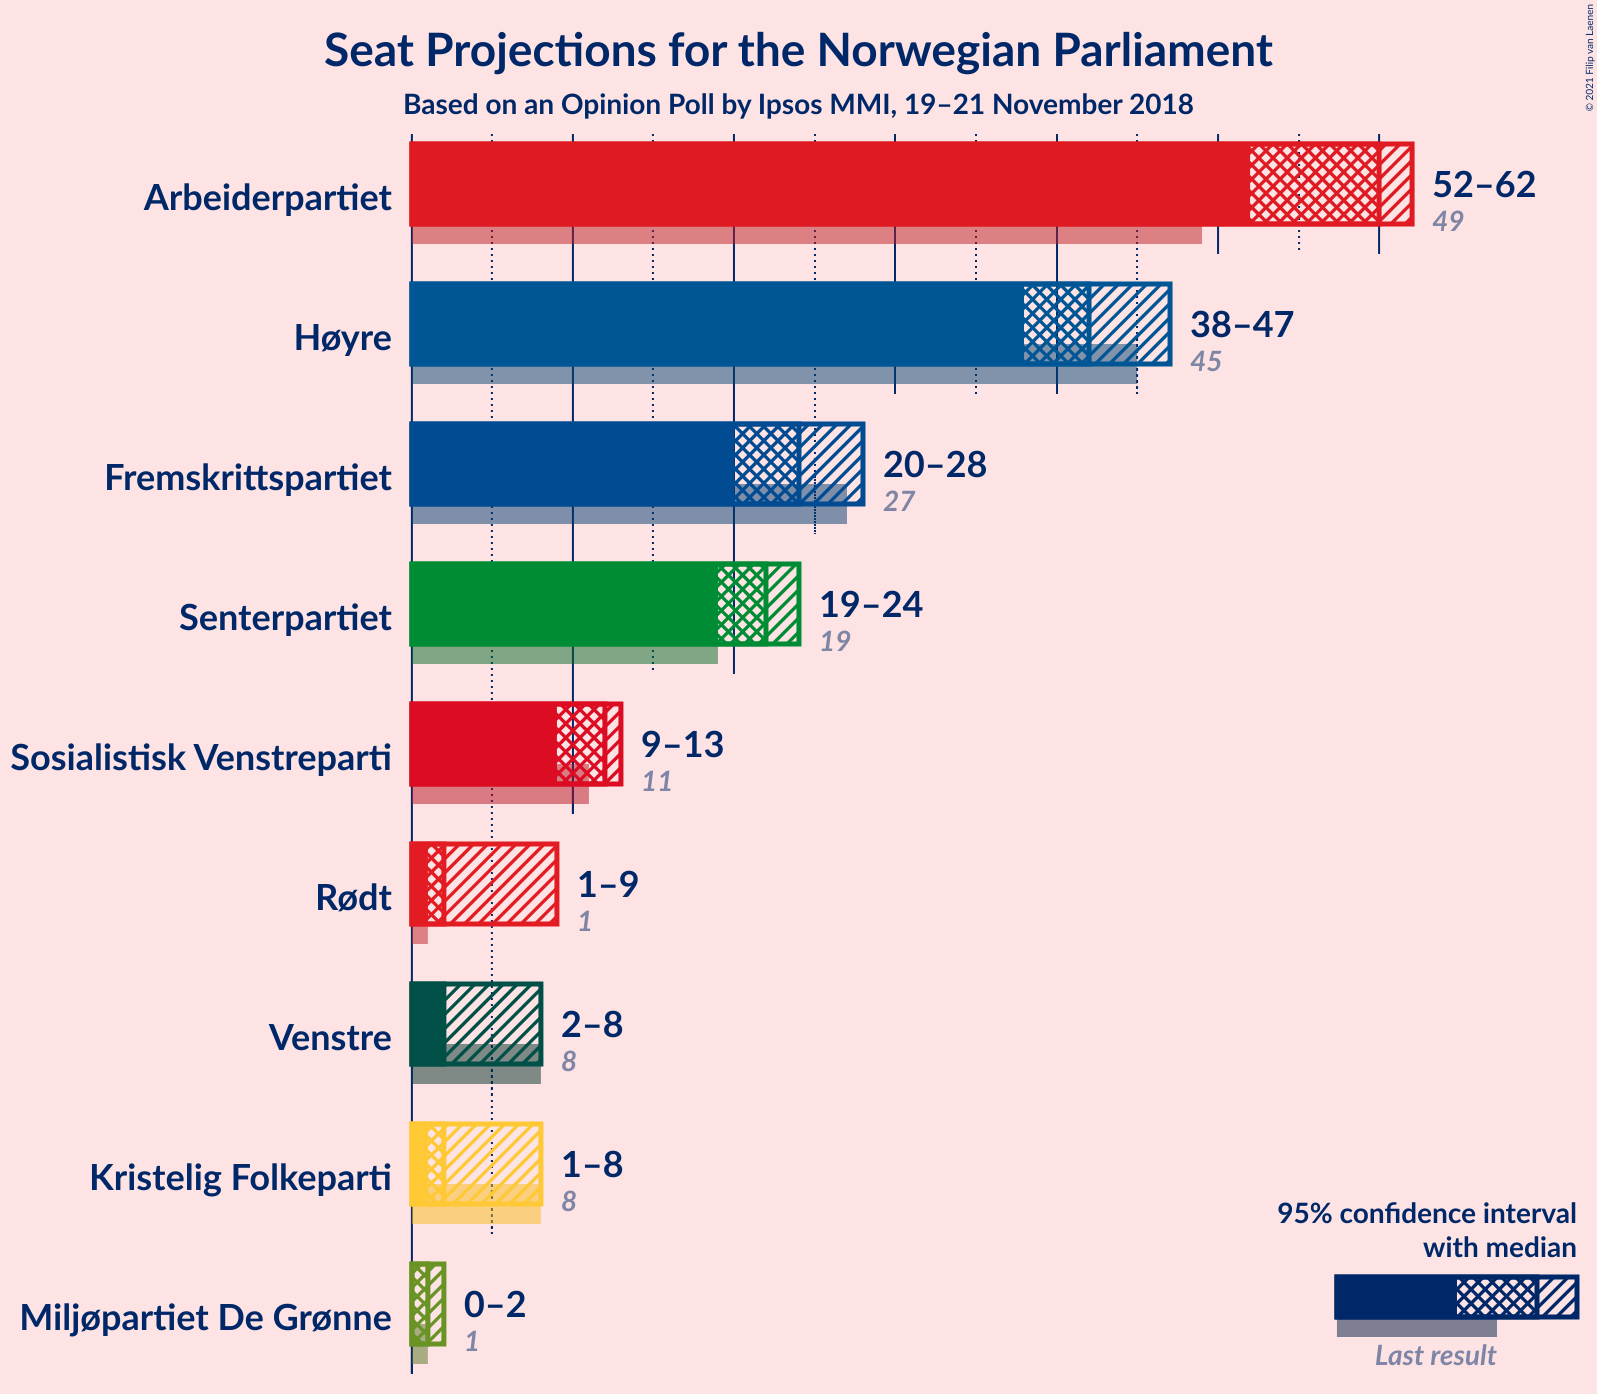 Seat Projections for the Norwegian Parliament
Based on an Opinion Poll by Ipsos MMI, 19–21 November 2018
© 2021 Filip van Laenen
Arbeiderpartiet
52–62
49
Høyre
38–47
45
Fremskrittspartiet
20–28
27
Senterpartiet
19–24
19
Sosialistisk Venstreparti
9–13
11
Rødt
1–9
1
Venstre
2–8
8
Kristelig Folkeparti
1–8
8
Miljøpartiet De Grønne
0–2
1
95% confidence interval
with median
Last result